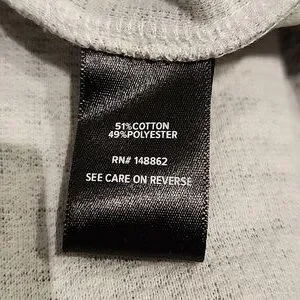 51%COTTON
49%POLYESTER
RN# 148862
SEE CARE ON REVERSE